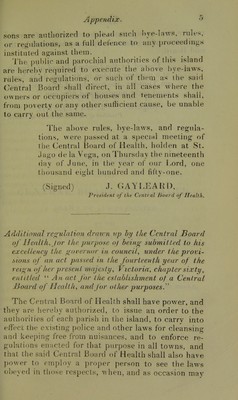 Appendix. 5
sons are authorized to plead such bye-laws, rules,
or regulations, as a full defence to any proceedings
instituted against them.
The public and parochial authorities of this island
are hereby required to execute the above bye-laws,
rules, and regulations, or such of them as the said
Central Board shall direct, in all cases where the
owners or occupiers of houses and tenements shall,
from poverty or any other sufficient cause, be unable
to carry out the same.
The above rules, bye-laws, and regula-
tions, were passed at a special meeting of
the Central Board of Health, holden at St.
Jago de la Vega, on Thursday the nineteenth
day of June, in the year of our Lord, one
thousand eight hundred and fifty-one.
(Signed) J. GAYLEARD,
President of the Central Board of Health.
Additional regulation drawn up by the Central Board
of Health, for the purpose of being submitted to his
excellency the governor in council, under the provi-
sions of an act passed in the fourteenth year of the
reign of her present majesty, Victoria, chapter sixty,
entitled "An act for the establishment of a Central
Board of Health, and for other purposes."
The Central Board of Health shall have power, and
they are hereby authorized, to issue an order to the
authorities of each parish in the island, to carry into
effect the existing police and other laws for cleansing
and keeping free from nuisances, and to enforce re-
gulations enacted for that purpose in all towns, and
that the said Central Board of Health shall also have
power to employ a proper person to see the laws
obeyed in those respects, when, and as occasion may